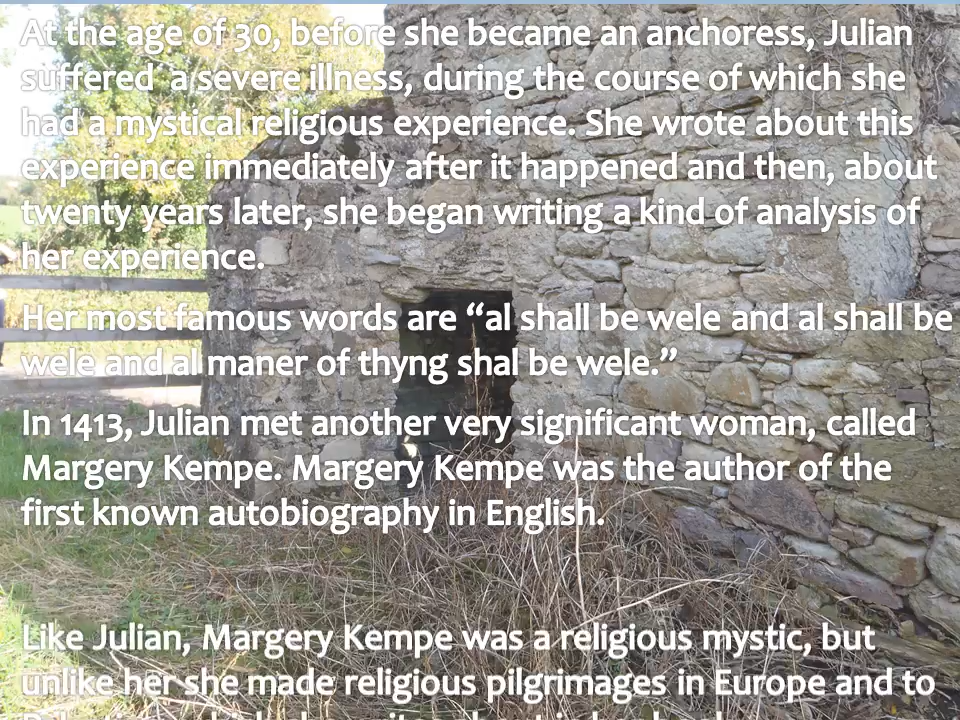 At the age of 30, before she became an anchoress, Julian
suffered a severe illness, during the course of which she
had a mystical religious experience. She wrote about this
experience immediately after it happened and then, about
twenty years later, she began writing a kind of analysis of
her experience.
Her most famous words are “al shall be wele and al shall be
wele and al maner of thyng shal be wele.”
In 1413, Julian met another very significant woman, called
Margery Kempe. Margery Kempe was the author of the
first known autobiography in English.
Like Julian, Margery Kempe was a religious mystic, but
unlike her she made religious pilgrimages in Europe and to